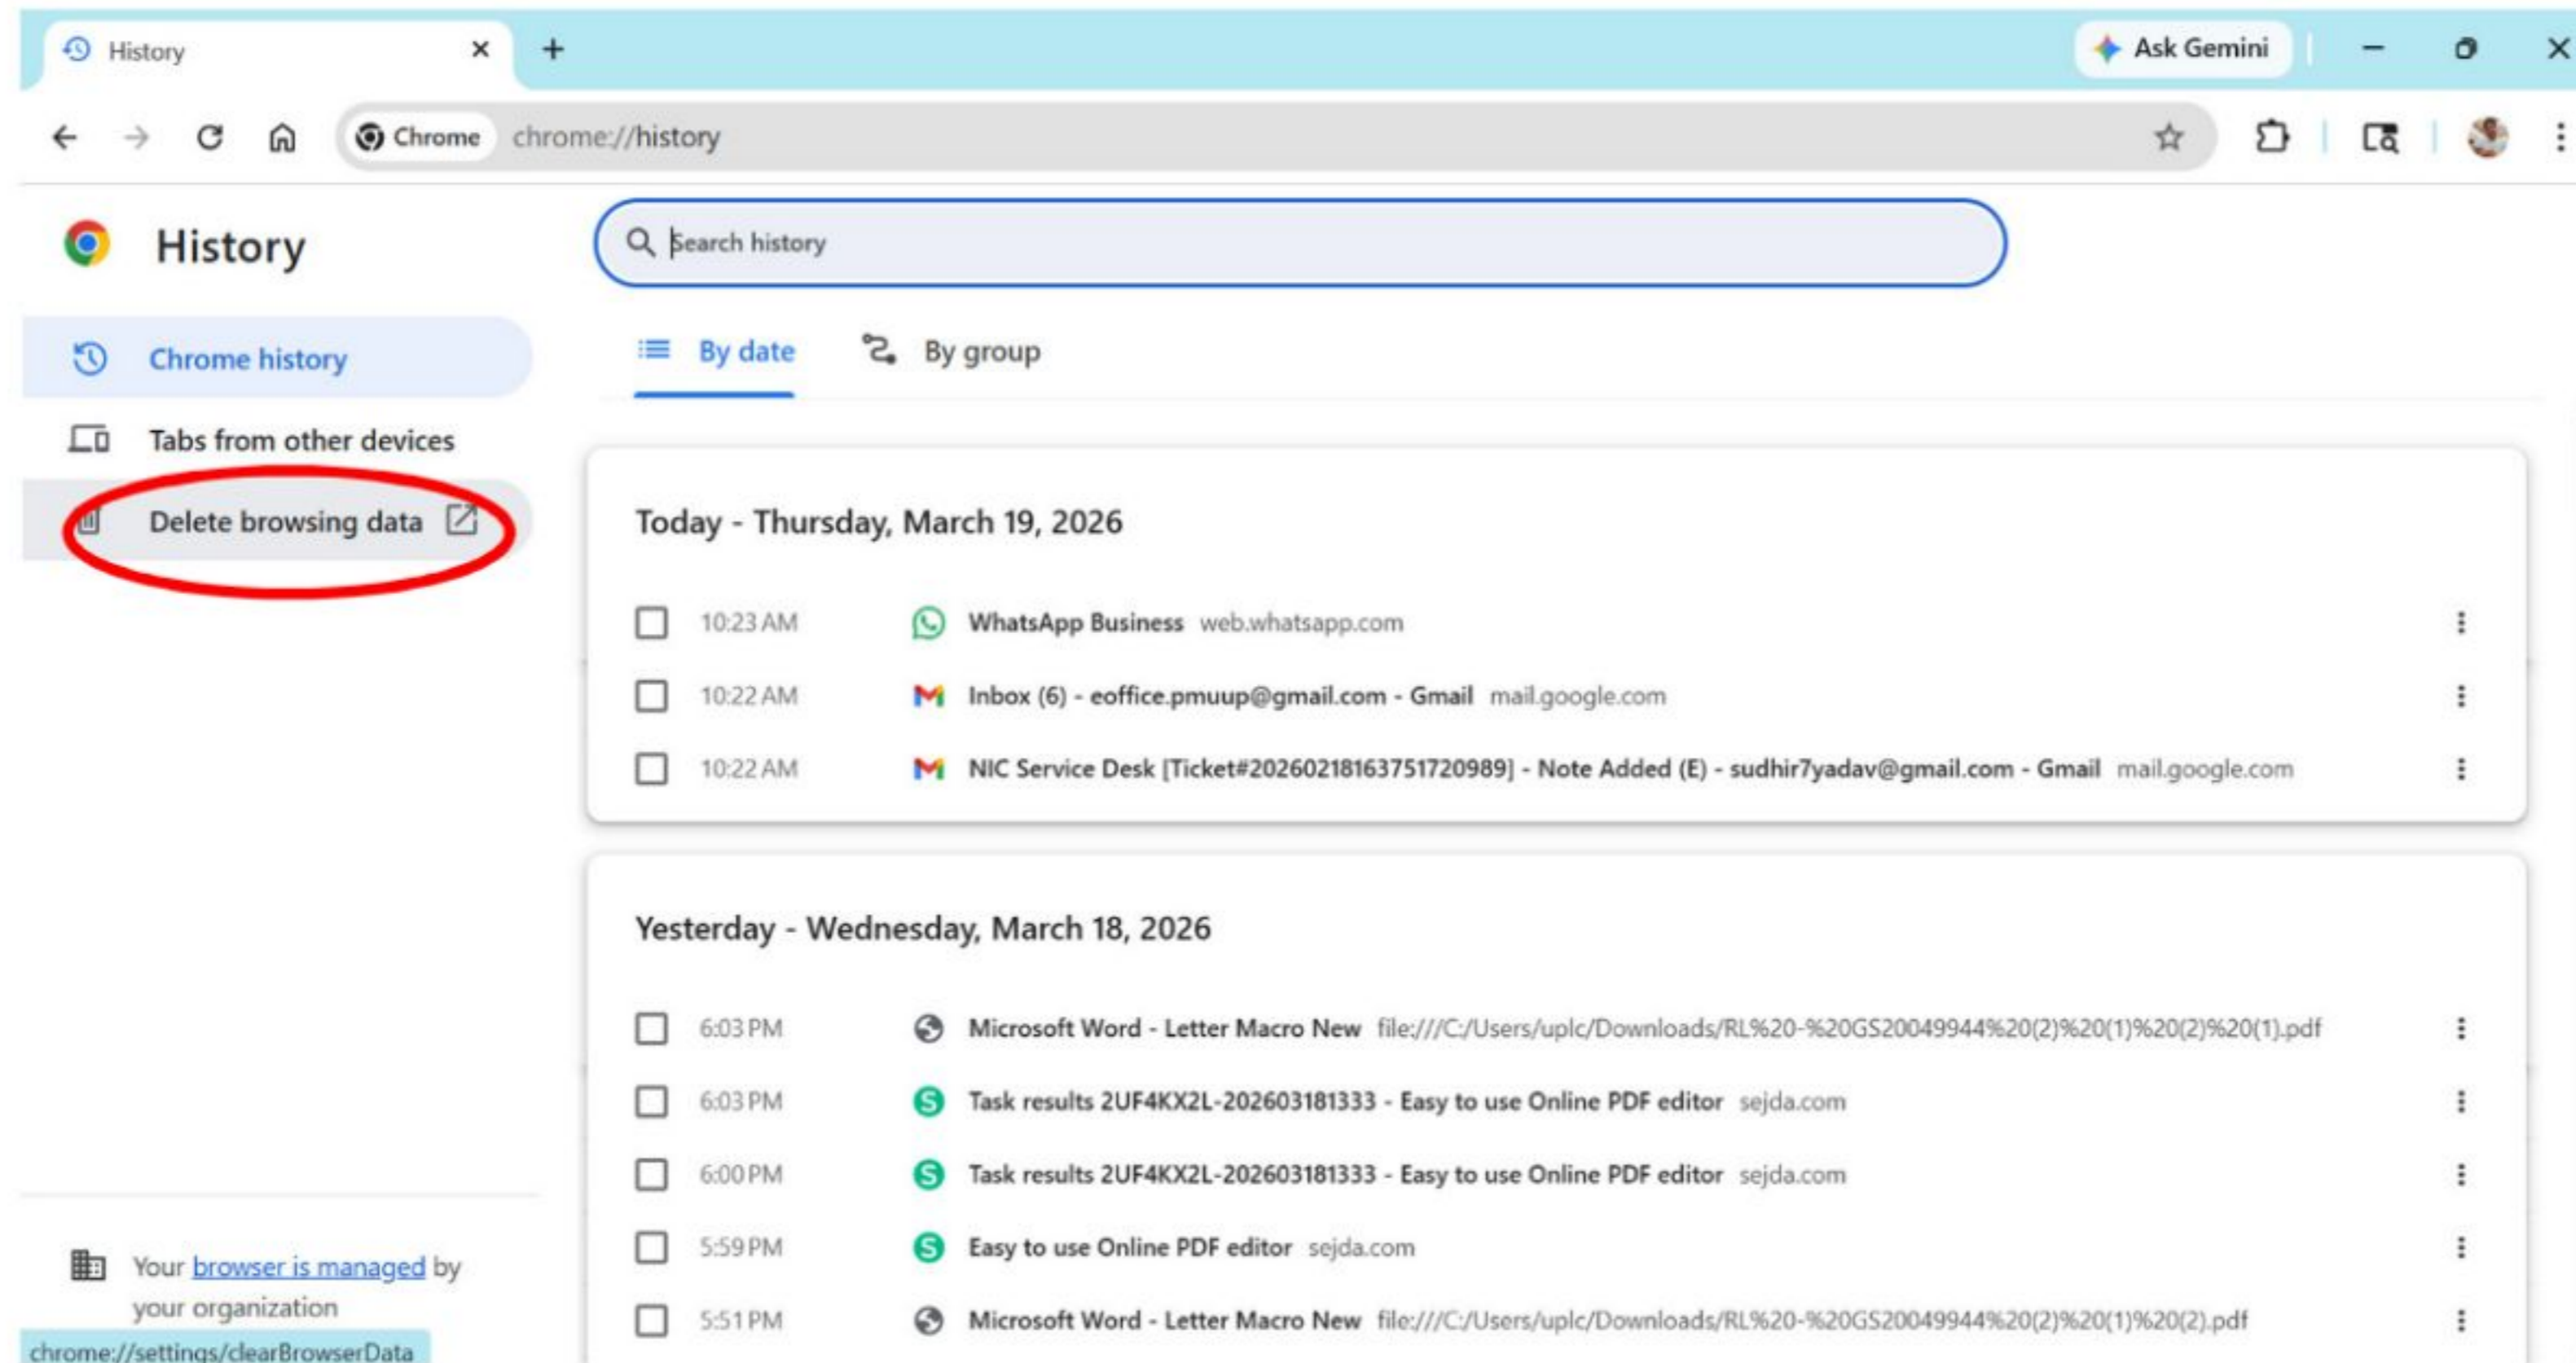 History
Ask Gemini
Chrome chrome://history
History
Search history
Chrome history
Tabs from other devices
Delete browsing data
By date By group
Today - Thursday, March 19, 2026
10:23 AM WhatsApp Business web.whatsapp.com
10:22 AM Inbox (6) - eoffice.pmuup@gmail.com - Gmail mail.google.com
10:22 AM NIC Service Desk [Ticket#20260218163751720989] - Note Added (E) - sudhir7yadav@gmail.com - Gmail mail.google.com
Yesterday - Wednesday, March 18, 2026
6:03 PM Microsoft Word - Letter Macro New file:///C:/Users/uplc/Downloads/RL%20-%20GS20049944%20(2)%20(1)%20(2)%20(1).pdf
6:03 PM Task results 2UF4KX2L-202603181333 - Easy to use Online PDF editor sejda.com
6:00 PM Task results 2UF4KX2L-202603181333 - Easy to use Online PDF editor sejda.com
5:59 PM Easy to use Online PDF editor sejda.com
5:51 PM Microsoft Word - Letter Macro New file:///C:/Users/uplc/Downloads/RL%20-%20GS20049944%20(2)%20(1)%20(2).pdf
Your browser is managed by
your organization
chrome://settings/clearBrowserData